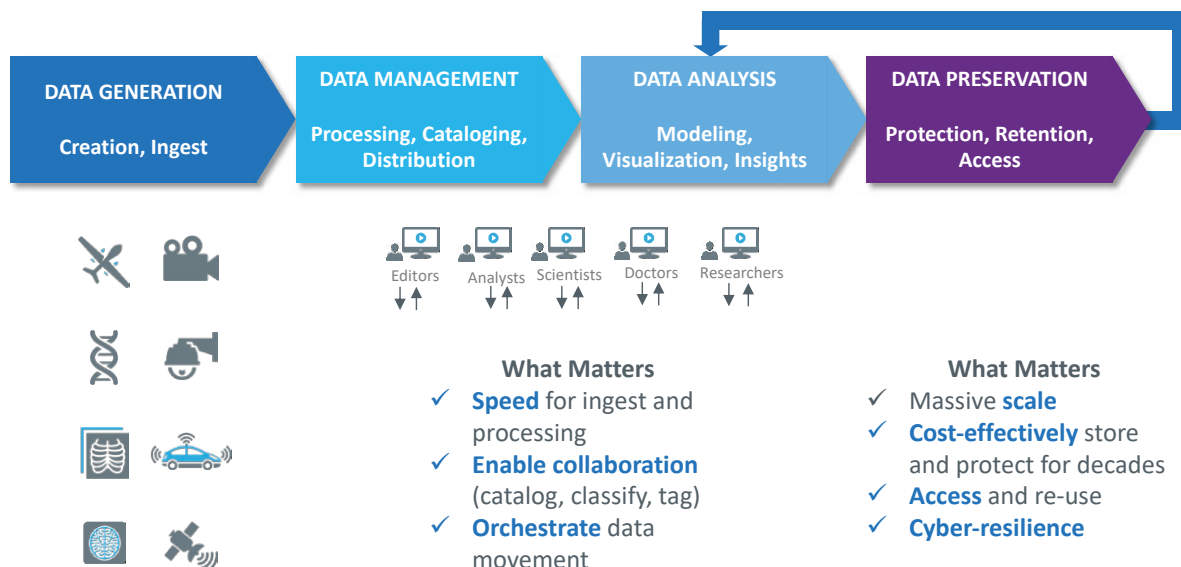 DATA GENERATION
Creation, Ingest
DATA MANAGEMENT
Processing, Cataloging,
Distribution
DATA ANALYSIS
Modeling,
Visualization, Insights
DATA PRESERVATION
Protection, Retention,
Access
Editors
Analysts
Scientists
Doctors
Researchers
What Matters
✓ Speed for ingest and
processing
✓ Enable collaboration
(catalog, classify, tag)
✓ Orchestrate data
movement
What Matters
✓ Massive scale
✓ Cost-effectively store
and protect for decades
✓ Access and re-use
✓ Cyber-resilience